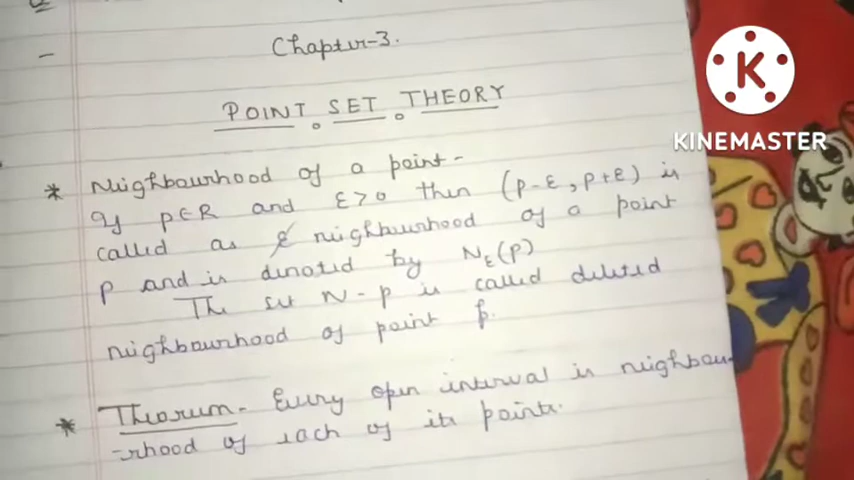 Chapter-3.
POINT SET THEORY
* Neighbourhood of a point-
If p∈R and ε>0 then (p-ε, p+ε) is
called as ε neighbourhood of a point
p and is denoted by Nε(p)
The set N-p is called deleted
neighbourhood of point p.
* Theorem- Every open interval is neighbou-
-rhood of each of its points.
K
KINEMASTER